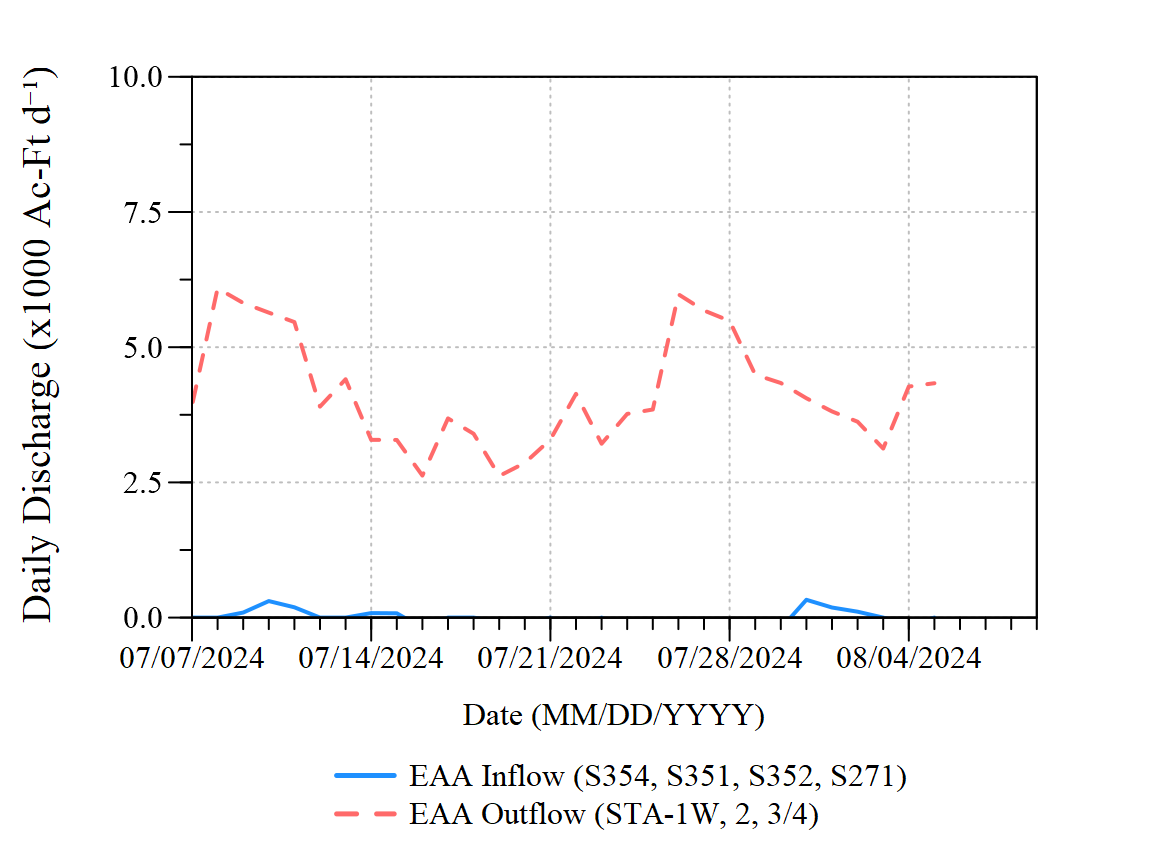 Daily Discharge (x1000 Ac-Ft d⁻¹)
10.0
7.5
5.0
2.5
0.0
07/07/2024 07/14/2024 07/21/2024 07/28/2024 08/04/2024
Date (MM/DD/YYYY)
EAA Inflow (S354, S351, S352, S271)
EAA Outflow (STA-1W, 2, 3/4)